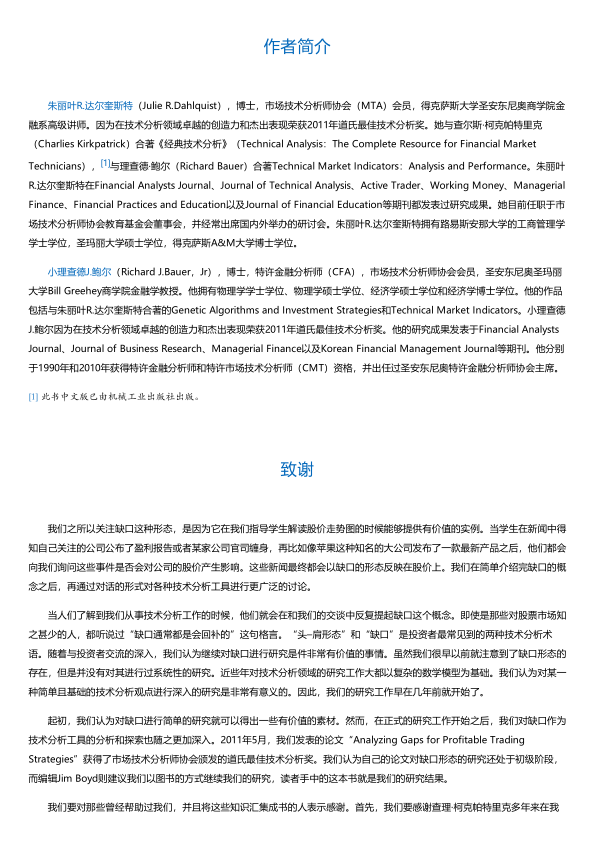 作者简介
朱丽叶R.达尔奎斯特（Julie R.Dahlquist），博士，市场技术分析师协会（MTA）会员，得克萨斯大学圣安东尼奥商学院金
融系高级讲师。因为在技术分析领域卓越的创造力和杰出表现荣获2011年道氏最佳技术分析奖。她与查尔斯·柯克帕特里克
（Charlies Kirkpatrick）合著《经典技术分析》（Technical Analysis：The Complete Resource for Financial Market
Technicians），[1]与理查德·鲍尔（Richard Bauer）合著Technical Market Indicators：Analysis and Performance。朱丽叶
R.达尔奎斯特在Financial Analysts Journal、Journal of Technical Analysis、Active Trader、Working Money、Managerial
Finance、Financial Practices and Education以及Journal of Financial Education等期刊都发表过研究成果。她目前任职于市
场技术分析师协会教育基金会董事会，并经常出席国内外举办的研讨会。朱丽叶R.达尔奎斯特拥有路易斯安那大学的工商管理学
学士学位，圣玛丽大学硕士学位，得克萨斯A&M大学博士学位。
小理查德J.鲍尔（Richard J.Bauer，Jr），博士，特许金融分析师（CFA），市场技术分析师协会会员，圣安东尼奥圣玛丽
大学Bill Greehey商学院金融学教授。他拥有物理学学士学位、物理学硕士学位、经济学硕士学位和经济学博士学位。他的作品
包括与朱丽叶R.达尔奎斯特合著的Genetic Algorithms and Investment Strategies和Technical Market Indicators。小理查德
J.鲍尔因为在技术分析领域卓越的创造力和杰出表现荣获2011年道氏最佳技术分析奖。他的研究成果发表于Financial Analysts
Journal、Journal of Business Research、Managerial Finance以及Korean Financial Management Journal等期刊。他分别
于1990年和2010年获得特许金融分析师和特许市场技术分析师（CMT）资格，并出任过圣安东尼奥特许金融分析师协会主席。
[1] 此书中文版已由机械工业出版社出版。
致谢
我们之所以关注缺口这种形态，是因为它在我们指导学生解读股价走势图的时候能够提供有价值的实例。当学生在新闻中得
知自己关注的公司公布了盈利报告或者某家公司官司缠身，再比如像苹果这种知名的大公司发布了一款最新产品之后，他们都会
向我们询问这些事件是否会对公司的股价产生影响。这些新闻最终都会以缺口的形态反映在股价上。我们在简单介绍完缺口的概
念之后，再通过对话的形式对各种技术分析工具进行更广泛的讨论。
当人们了解到我们从事技术分析工作的时候，他们就会在和我们的交谈中反复提起缺口这个概念。即使是那些对股票市场知
之甚少的人，都听说过“缺口通常都是会回补的”这句格言。“头–肩形态”和“缺口”是投资者最常见到的两种技术分析术
语。随着与投资者交流的深入，我们认为继续对缺口进行研究是件非常有价值的事情。虽然我们很早以前就注意到了缺口形态的
存在，但是并没有对其进行过系统性的研究。近些年对技术分析领域的研究工作大都以复杂的数学模型为基础。我们认为对某一
种简单且基础的技术分析观点进行深入的研究是非常有意义的。因此，我们的研究工作早在几年前就开始了。
起初，我们认为对缺口进行简单的研究就可以得出一些有价值的素材。然而，在正式的研究工作开始之后，我们对缺口作为
技术分析工具的分析和探索也随之更加深入。2011年5月，我们发表的论文“Analyzing Gaps for Profitable Trading
Strategies”获得了市场技术分析师协会颁发的道氏最佳技术分析奖。我们认为自己的论文对缺口形态的研究还处于初级阶段，
而编辑Jim Boyd则建议我们以图书的方式继续我们的研究，读者手中的这本书就是我们的研究结果。
我们要对那些曾经帮助过我们，并且将这些知识汇集成书的人表示感谢。首先，我们要感谢查理·柯克帕特里克多年来在我